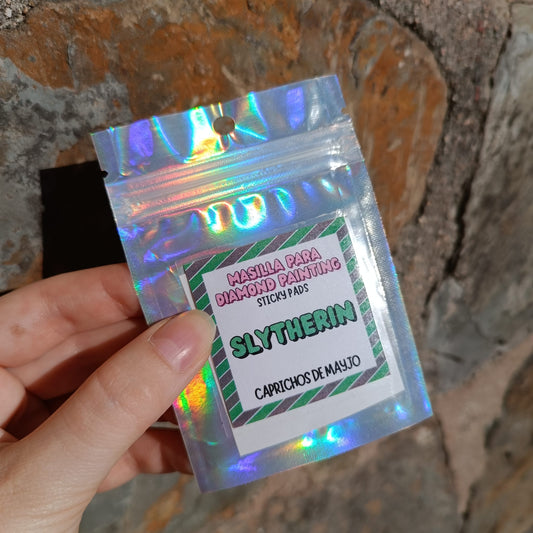 MASILLA PARA
DIAMOND PAINTING
STICKY PADS
SLYTHERIN
CAPRICHOS DE MAYJO